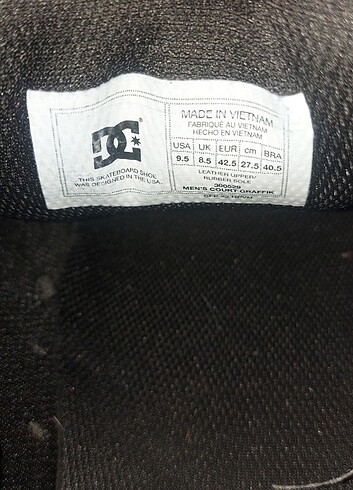 DC
THIS SKATEBOARD SHOE
WAS DESIGNED IN THE USA.
MADE IN VIETNAM
FABRIQUÉ AU VIETNAM
HECHO EN VIETNAM
USA UK EUR cm BRA
9.5 8.5 42.5 27.5 40.5
LEATHER UPPER/
RUBBER SOLE
300529
MEN'S COURT GRAFFIK